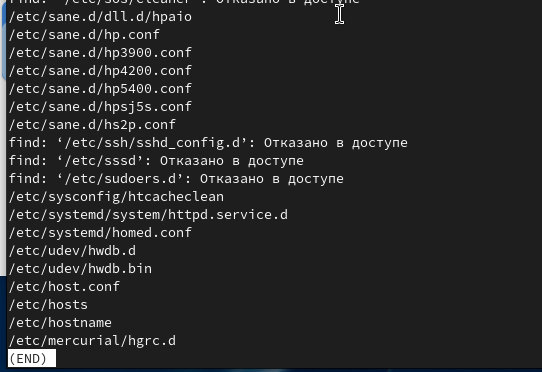 find: ‘/etc/sos/cleaner’: Отказано в доступе
/etc/sane.d/dll.d/hpaio
/etc/sane.d/hp.conf
/etc/sane.d/hp3900.conf
/etc/sane.d/hp4200.conf
/etc/sane.d/hp5400.conf
/etc/sane.d/hpsj5s.conf
/etc/sane.d/hs2p.conf
find: ‘/etc/ssh/sshd_config.d’: Отказано в доступе
find: ‘/etc/sssd’: Отказано в доступе
find: ‘/etc/sudoers.d’: Отказано в доступе
/etc/sysconfig/htcacheclean
/etc/systemd/system/httpd.service.d
/etc/systemd/homed.conf
/etc/udev/hwdb.d
/etc/udev/hwdb.bin
/etc/host.conf
/etc/hosts
/etc/hostname
/etc/mercurial/hgrc.d
(END)